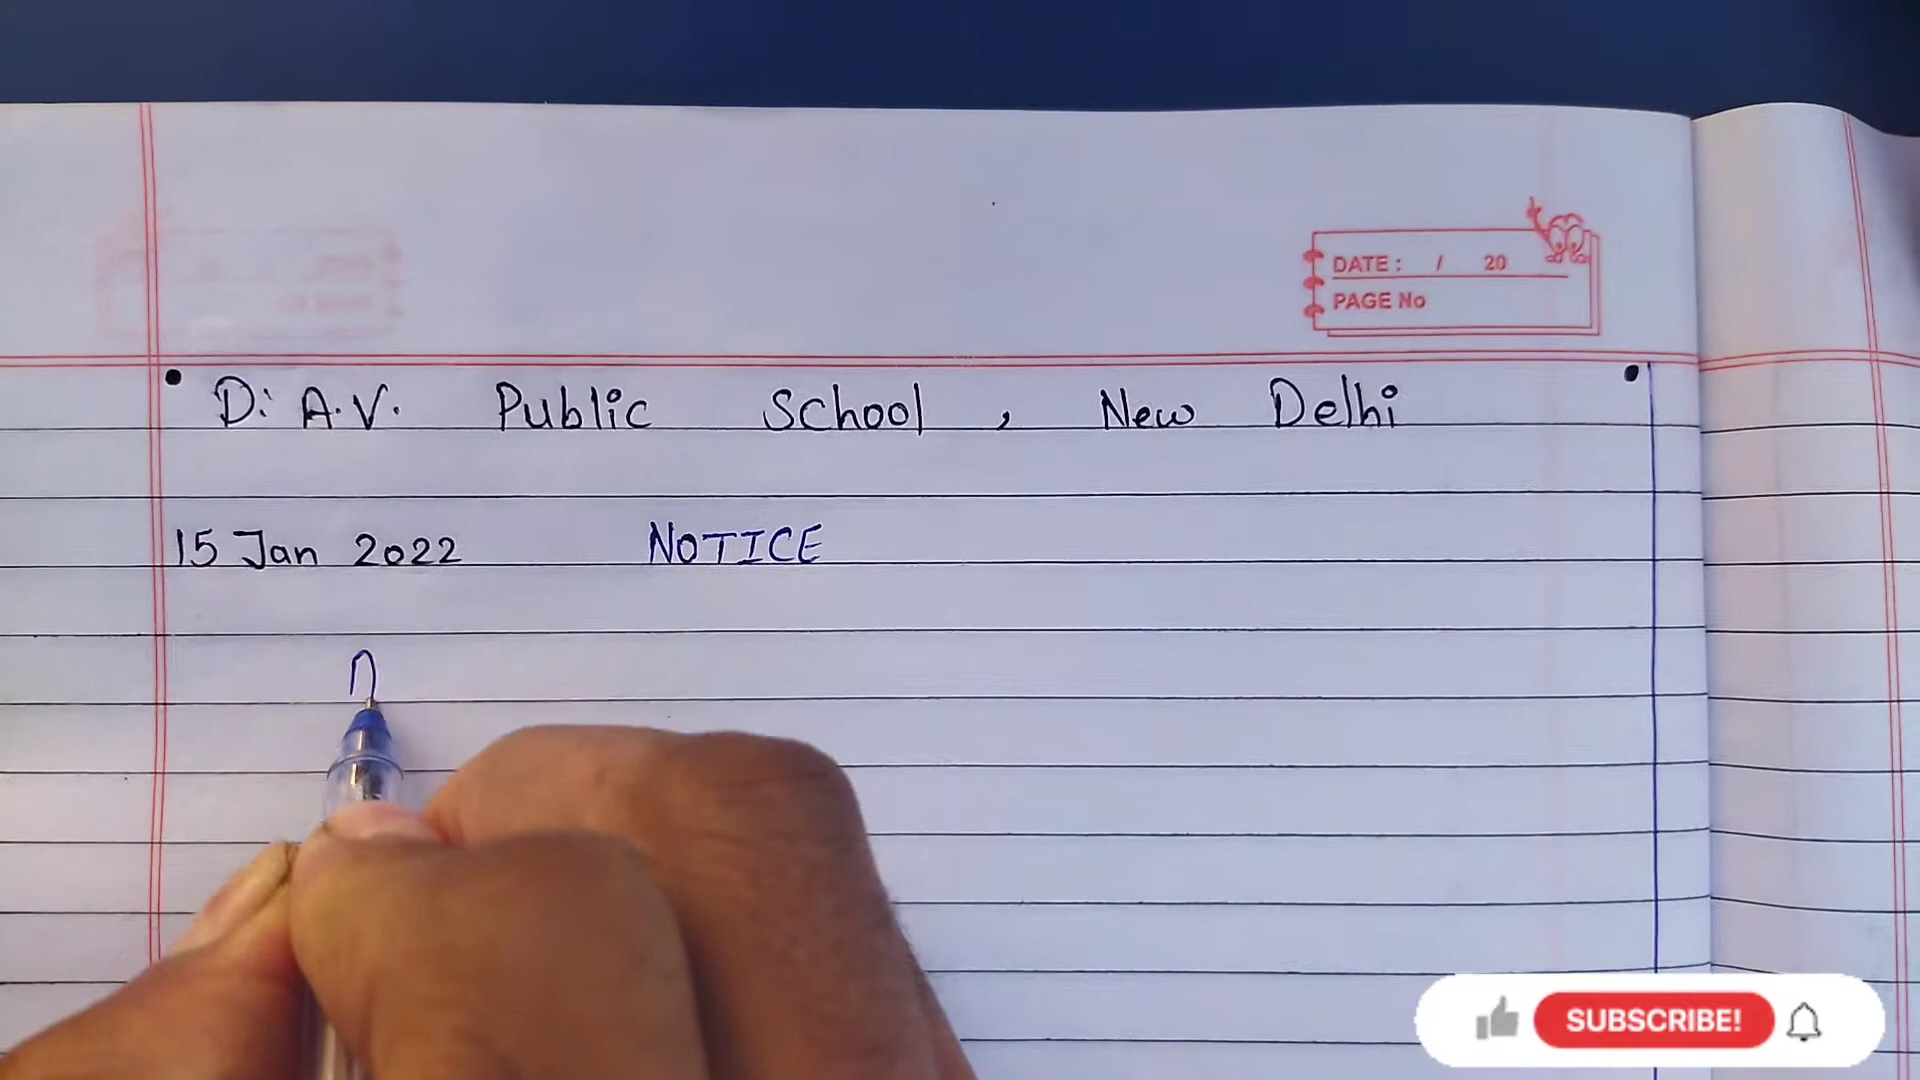 DATE : / 20
PAGE No
D. A.V. Public School , New Delhi
15 Jan 2022 NOTICE
SUBSCRIBE!